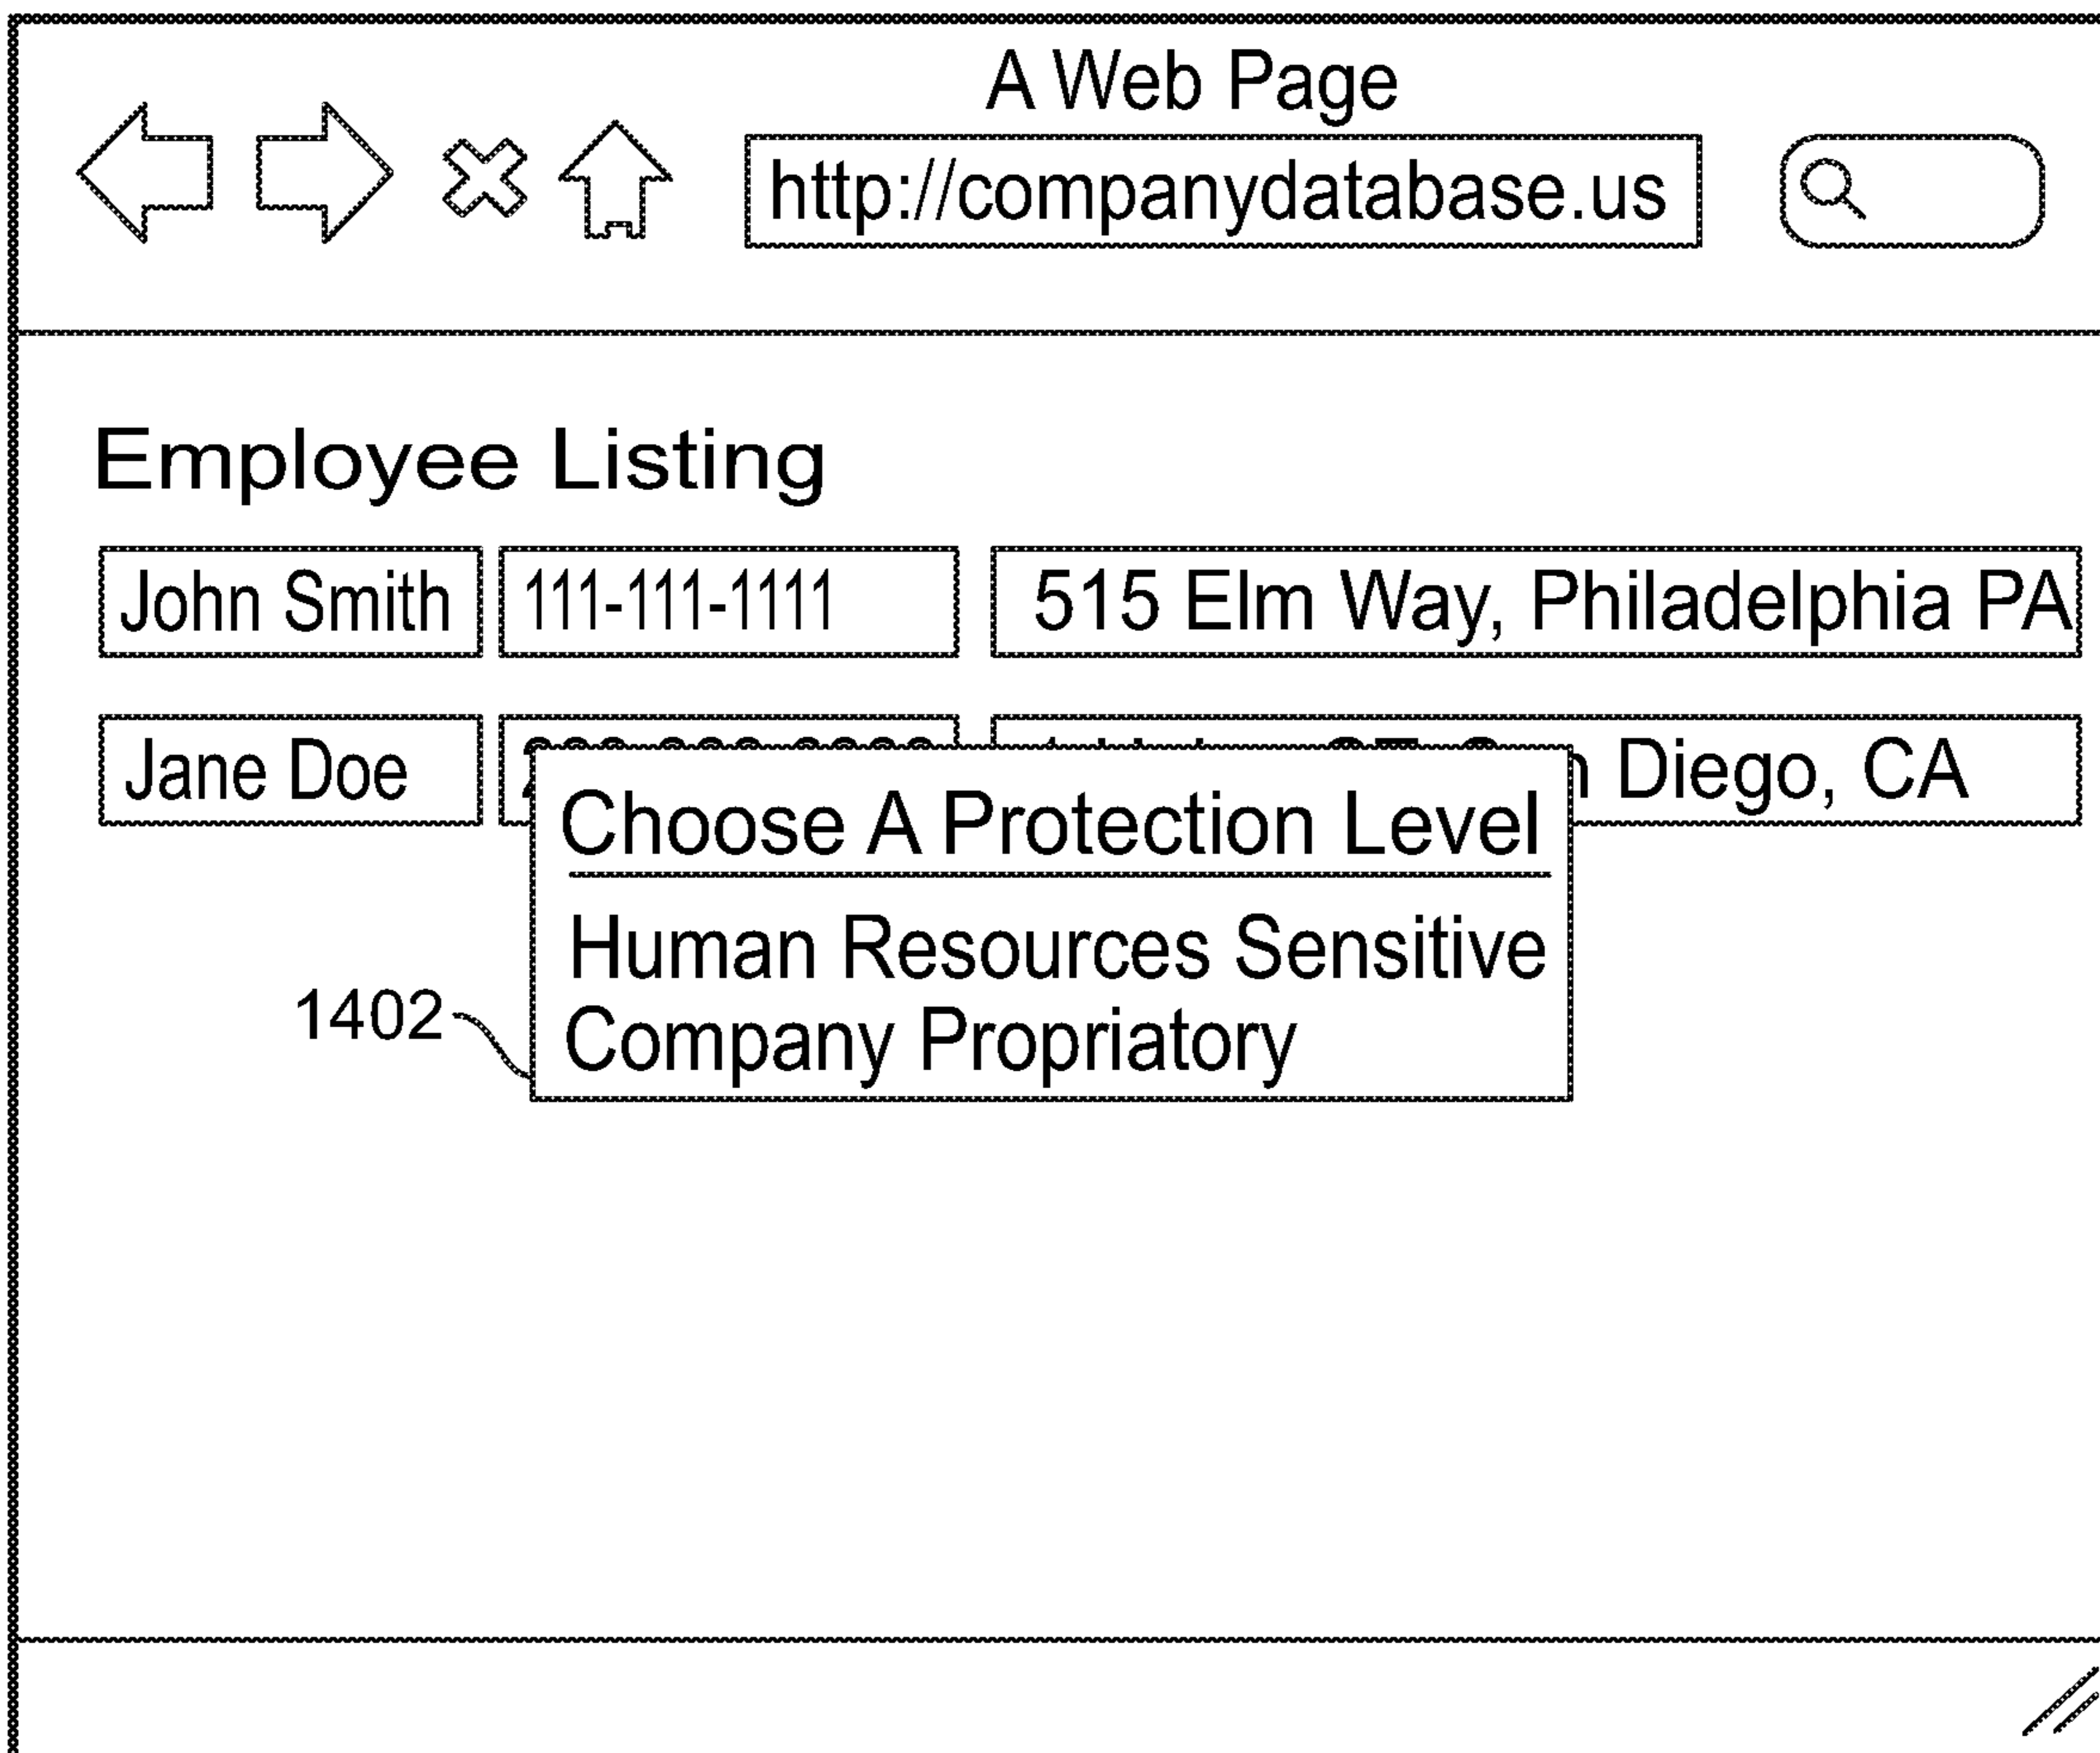 A Web Page
http://companydatabase.us
Employee Listing
John Smith 111-111-1111 515 Elm Way, Philadelphia PA
Jane Doe Diego, CA
Choose A Protection Level
Human Resources Sensitive
1402
Company Propriatory